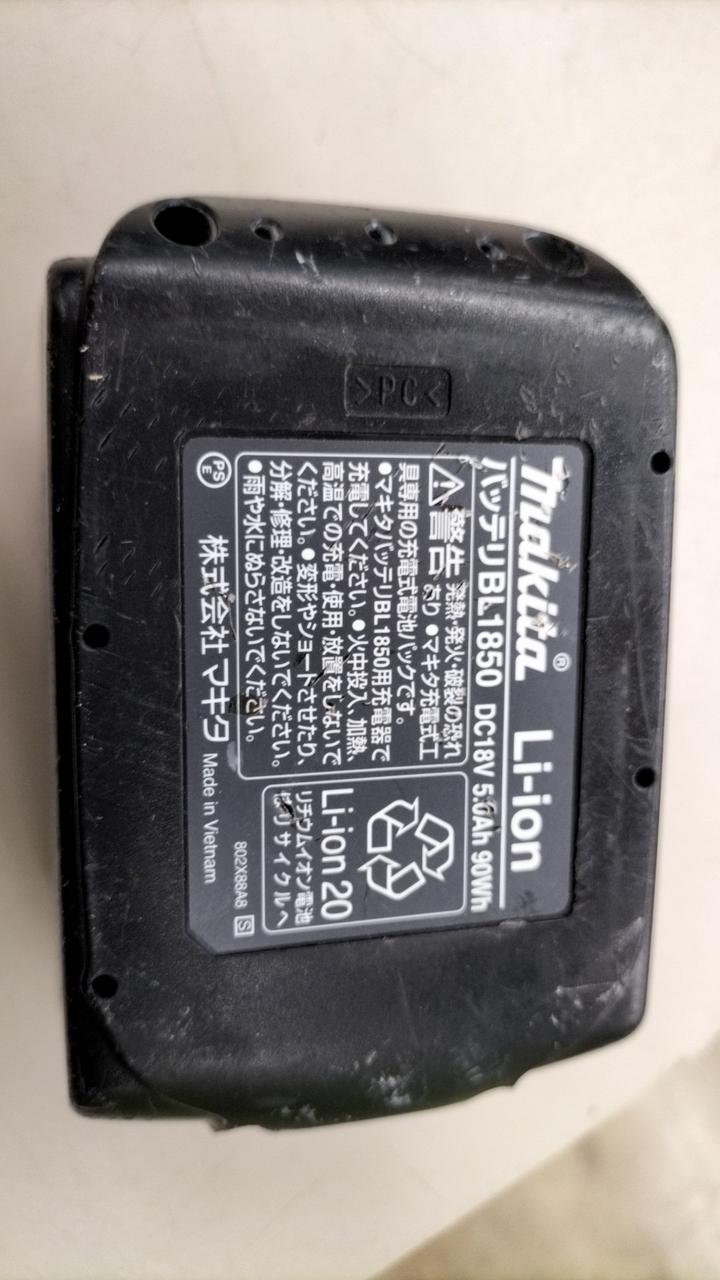 >PC<
makita® Li-ion
バッテリBL1850 DC18V 5.0Ah 90Wh
⚠警告 発熱・発火・破裂の恐れあり ●マキタ充電式工
具専用の充電式電池パックです。
●マキタバッテリBL1850用充電器で
充電してください。●火中投入、加熱、
高温での充電・使用・放置をしないで
ください。●変形やショートさせたり、
分解・修理・改造をしないでください。
●雨や水にぬらさないでください。
Li-ion 20
リチウムイオン電池
はリサイクルへ
PS
E
株式会社 マキタ Made in Vietnam
802X88A8 S